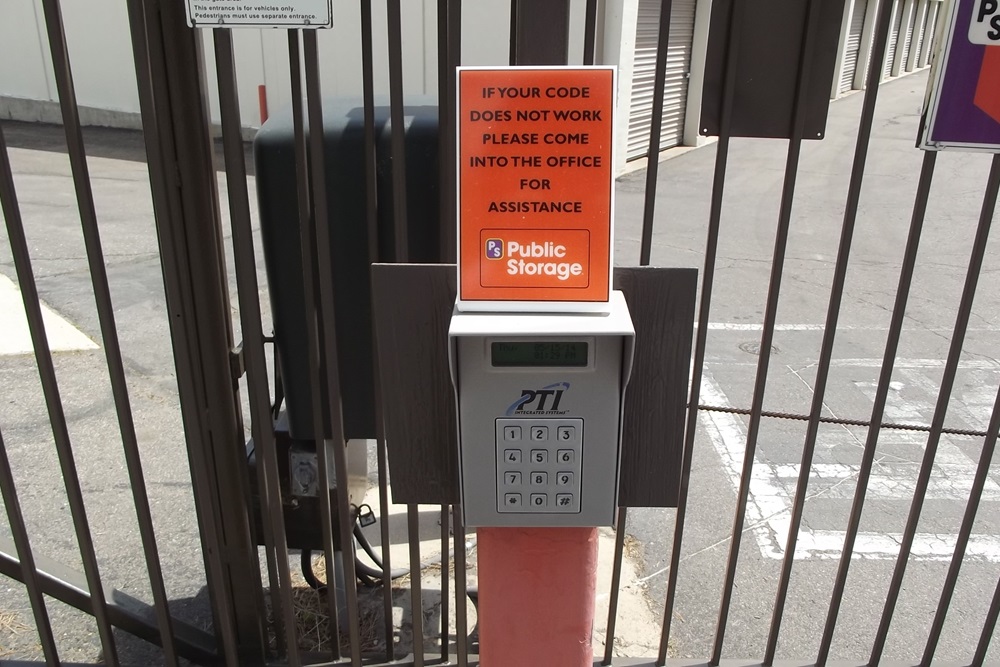 This entrance is for vehicles only.
Pedestrians must use separate entrance.
IF YOUR CODE
DOES NOT WORK
PLEASE COME
INTO THE OFFICE
FOR
ASSISTANCE
PS Public
Storage
PTI
INTEGRATED SYSTEMS™
1 2 3
4 5 6
7 8 9
* 0 #
P
S